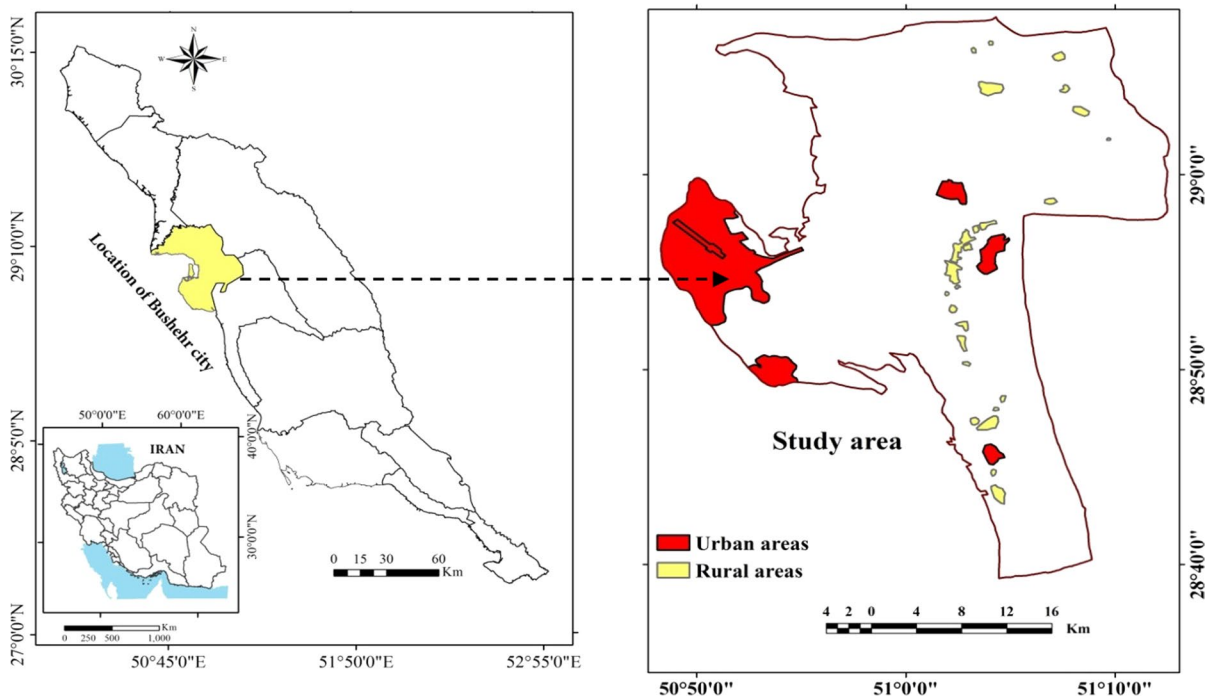 N
W E
S
30°15'0"N
29°10'0"N
28°5'0"N
27°0'0"N
50°45'0"E
51°50'0"E
52°55'0"E
Location of Bushehr city
0 15 30 60
Km
50°0'0"E
60°0'0"E
IRAN
40°0'0"N
30°0'0"N
Km
0 250 500 1,000
Study area
Urban areas
Rural areas
4 2 0 4 8 12 16
Km
29°0'0"N
28°50'0"N
28°40'0"N
50°50'0"E
51°0'0"E
51°10'0"E